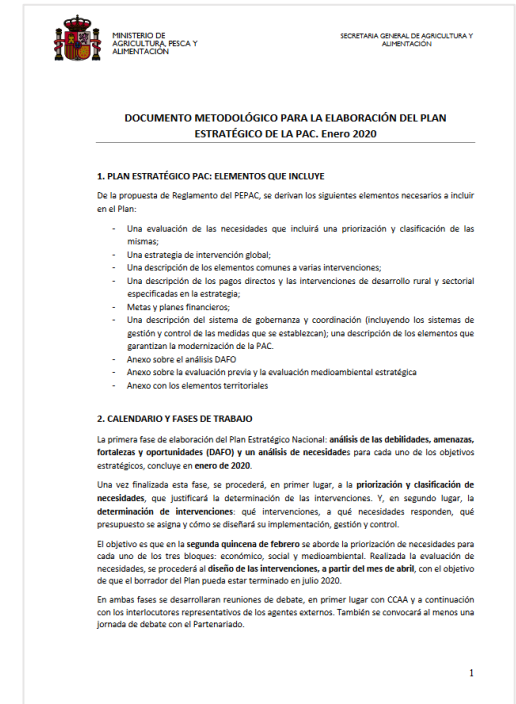 MINISTERIO DE
AGRICULTURA, PESCA Y
ALIMENTACIÓN
SECRETARIA GENERAL DE AGRICULTURA Y
ALIMENTACIÓN
DOCUMENTO METODOLÓGICO PARA LA ELABORACIÓN DEL PLAN
ESTRATÉGICO DE LA PAC. Enero 2020
1. PLAN ESTRATÉGICO PAC: ELEMENTOS QUE INCLUYE
De la propuesta de Reglamento del PEPAC, se derivan los siguientes elementos necesarios a incluir
en el Plan:
- Una evaluación de las necesidades que incluirá una priorización y clasificación de las
mismas;
- Una estrategia de intervención global;
- Una descripción de los elementos comunes a varias intervenciones;
- Una descripción de los pagos directos y las intervenciones de desarrollo rural y sectorial
especificadas en la estrategia;
- Metas y planes financieros;
- Una descripción del sistema de gobernanza y coordinación (incluyendo los sistemas de
gestión y control de las medidas que se establezcan); una descripción de los elementos que
garantizan la modernización de la PAC.
- Anexo sobre el análisis DAFO
- Anexo sobre la evaluación previa y la evaluación medioambiental estratégica
- Anexo con los elementos territoriales
2. CALENDARIO Y FASES DE TRABAJO
La primera fase de elaboración del Plan Estratégico Nacional: análisis de las debilidades, amenazas,
fortalezas y oportunidades (DAFO) y un análisis de necesidades para cada uno de los objetivos
estratégicos, concluye en enero de 2020.
Una vez finalizada esta fase, se procederá, en primer lugar, a la priorización y clasificación de
necesidades, que justificará la determinación de las intervenciones. Y, en segundo lugar, la
determinación de intervenciones: qué intervenciones, a qué necesidades responden, qué
presupuesto se asigna y cómo se diseñará su implementación, gestión y control.
El objetivo es que en la segunda quincena de febrero se aborde la priorización de necesidades para
cada uno de los tres bloques: económico, social y medioambiental. Realizada la evaluación de
necesidades, se procederá al diseño de las intervenciones, a partir del mes de abril, con el objetivo
de que el borrador del Plan pueda estar terminado en julio 2020.
En ambas fases se desarrollaran reuniones de debate, en primer lugar con CCAA y a continuación
con los interlocutores representativos de los agentes externos. También se convocará al menos una
jornada de debate con el Partenariado.
1